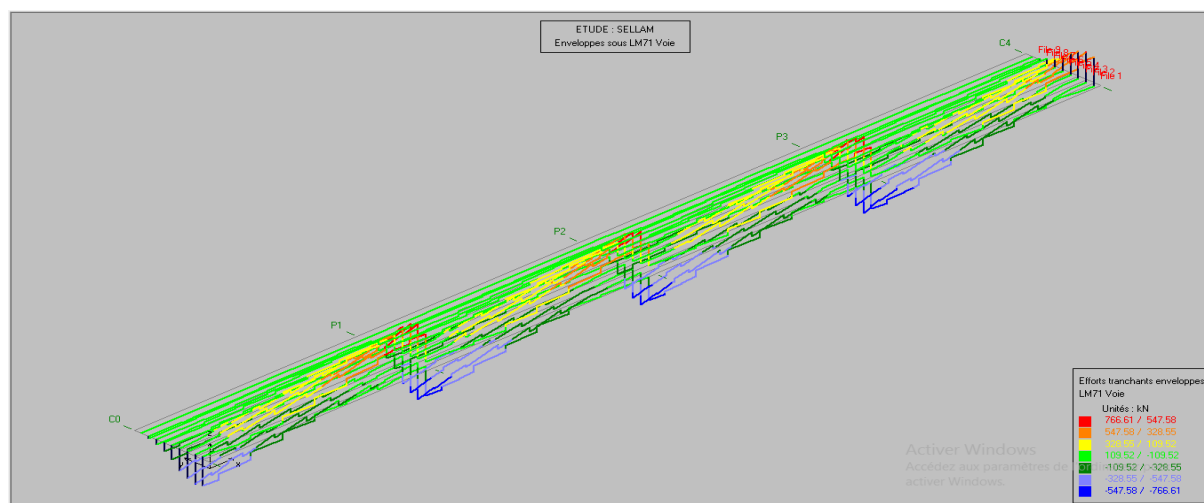 ETUDE : SELLAM
Enveloppes sous LM71 Voie
C4
File 9
File 1
P3
P2
P1
C0
z
x
Efforts tranchants enveloppes
LM71 Voie
Unités : kN
766.61 / 547.58
547.58 / 328.55
328.55 / 109.52
109.52 / -109.52
-109.52 / -328.55
-328.55 / -547.58
-547.58 / -766.61
Activer Windows
Accédez aux paramètres de
activer Windows.